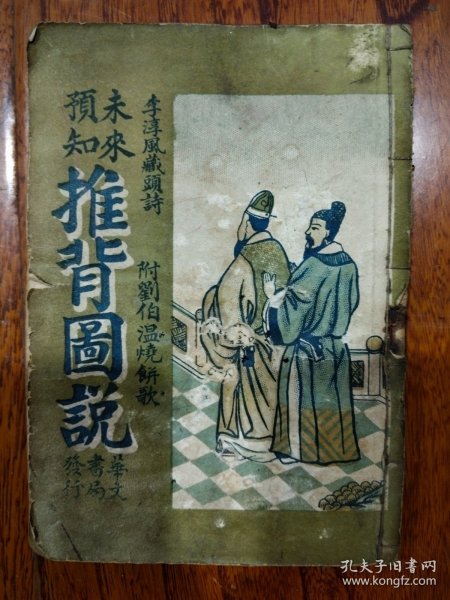 李淳風藏頭詩
附劉伯温燒餅歌
未來
預知
推背圖説
華文
書局
發行
孔夫子旧书网
www.kongfz.com